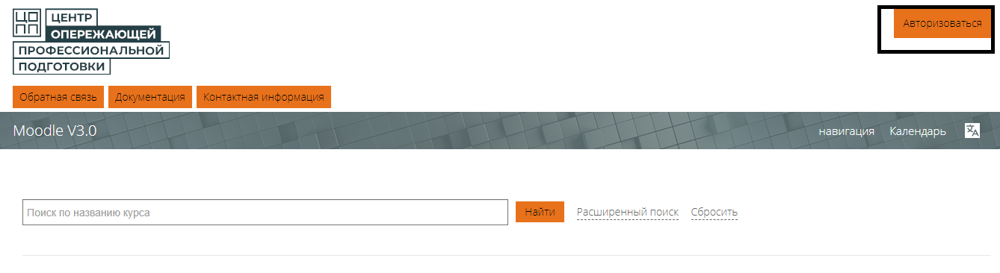 ЦОПП
ЦЕНТР
ОПЕРЕЖАЮЩЕЙ
ПРОФЕССИОНАЛЬНОЙ
ПОДГОТОВКИ
Авторизоваться
Обратная связь Документация Контактная информация
Moodle V3.0 навигация Календарь
Поиск по названию курса Найти Расширенный поиск Сбросить